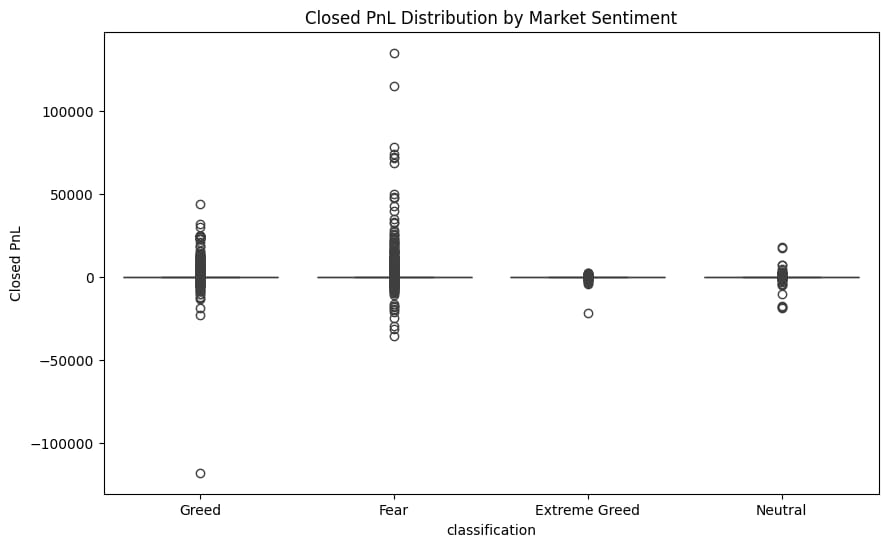 Closed PnL Distribution by Market Sentiment
100000
50000
0
−50000
−100000
Closed PnL
Greed
Fear
Extreme Greed
Neutral
classification